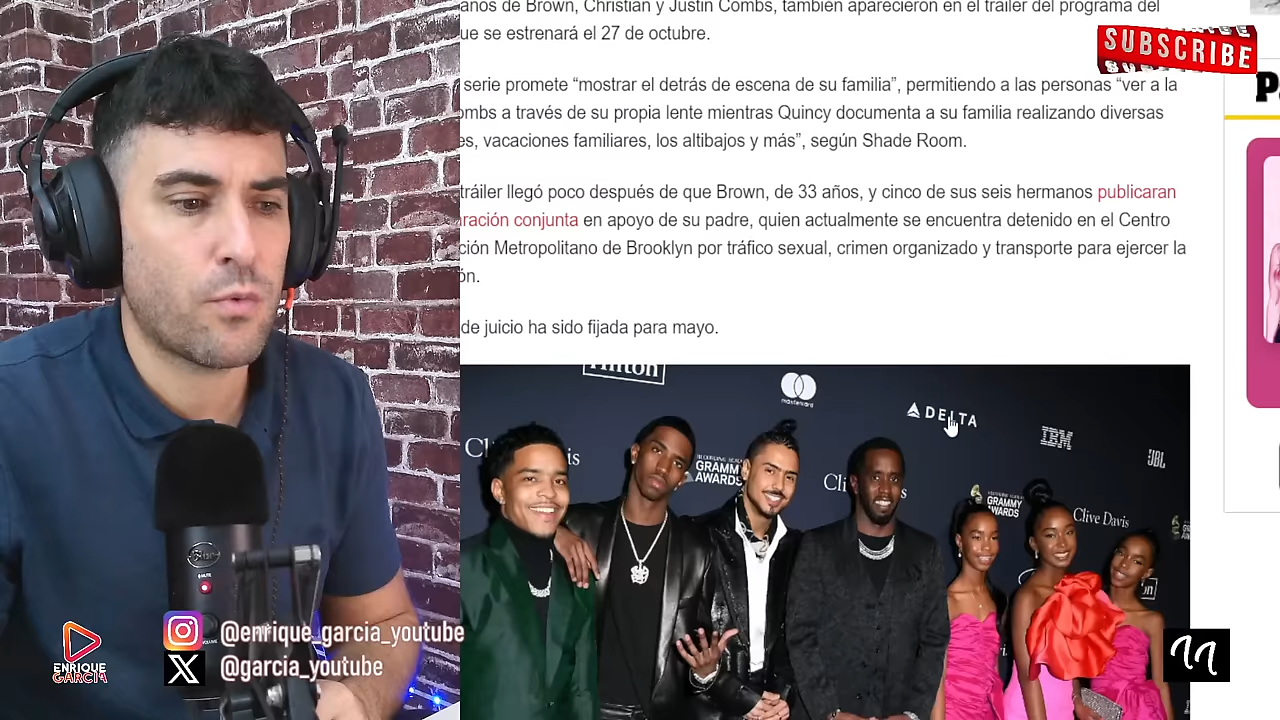 anos de Brown, Christian y Justin Combs, también aparecieron en el tráiler del programa del
ue se estrenará el 27 de octubre.
serie promete “mostrar el detrás de escena de su familia”, permitiendo a las personas “ver a la
ombs a través de su propia lente mientras Quincy documenta a su familia realizando diversas
es, vacaciones familiares, los altibajos y más”, según Shade Room.
tráiler llegó poco después de que Brown, de 33 años, y cinco de sus seis hermanos publicaran
aración conjunta en apoyo de su padre, quien actualmente se encuentra detenido en el Centro
ción Metropolitano de Brooklyn por tráfico sexual, crimen organizado y transporte para ejercer la
ón.
de juicio ha sido fijada para mayo.
SUBSCRIBE
P
Hilton
mastercard
DELTA
IBM
JBL
GRAMMY
AWARDS
GRAMMY
AWARDS
Clive Davis
Blue
MUTE
VOLUME
@enrique_garcia_youtube
@garcia_youtube
ENRIQUE
GARCIA